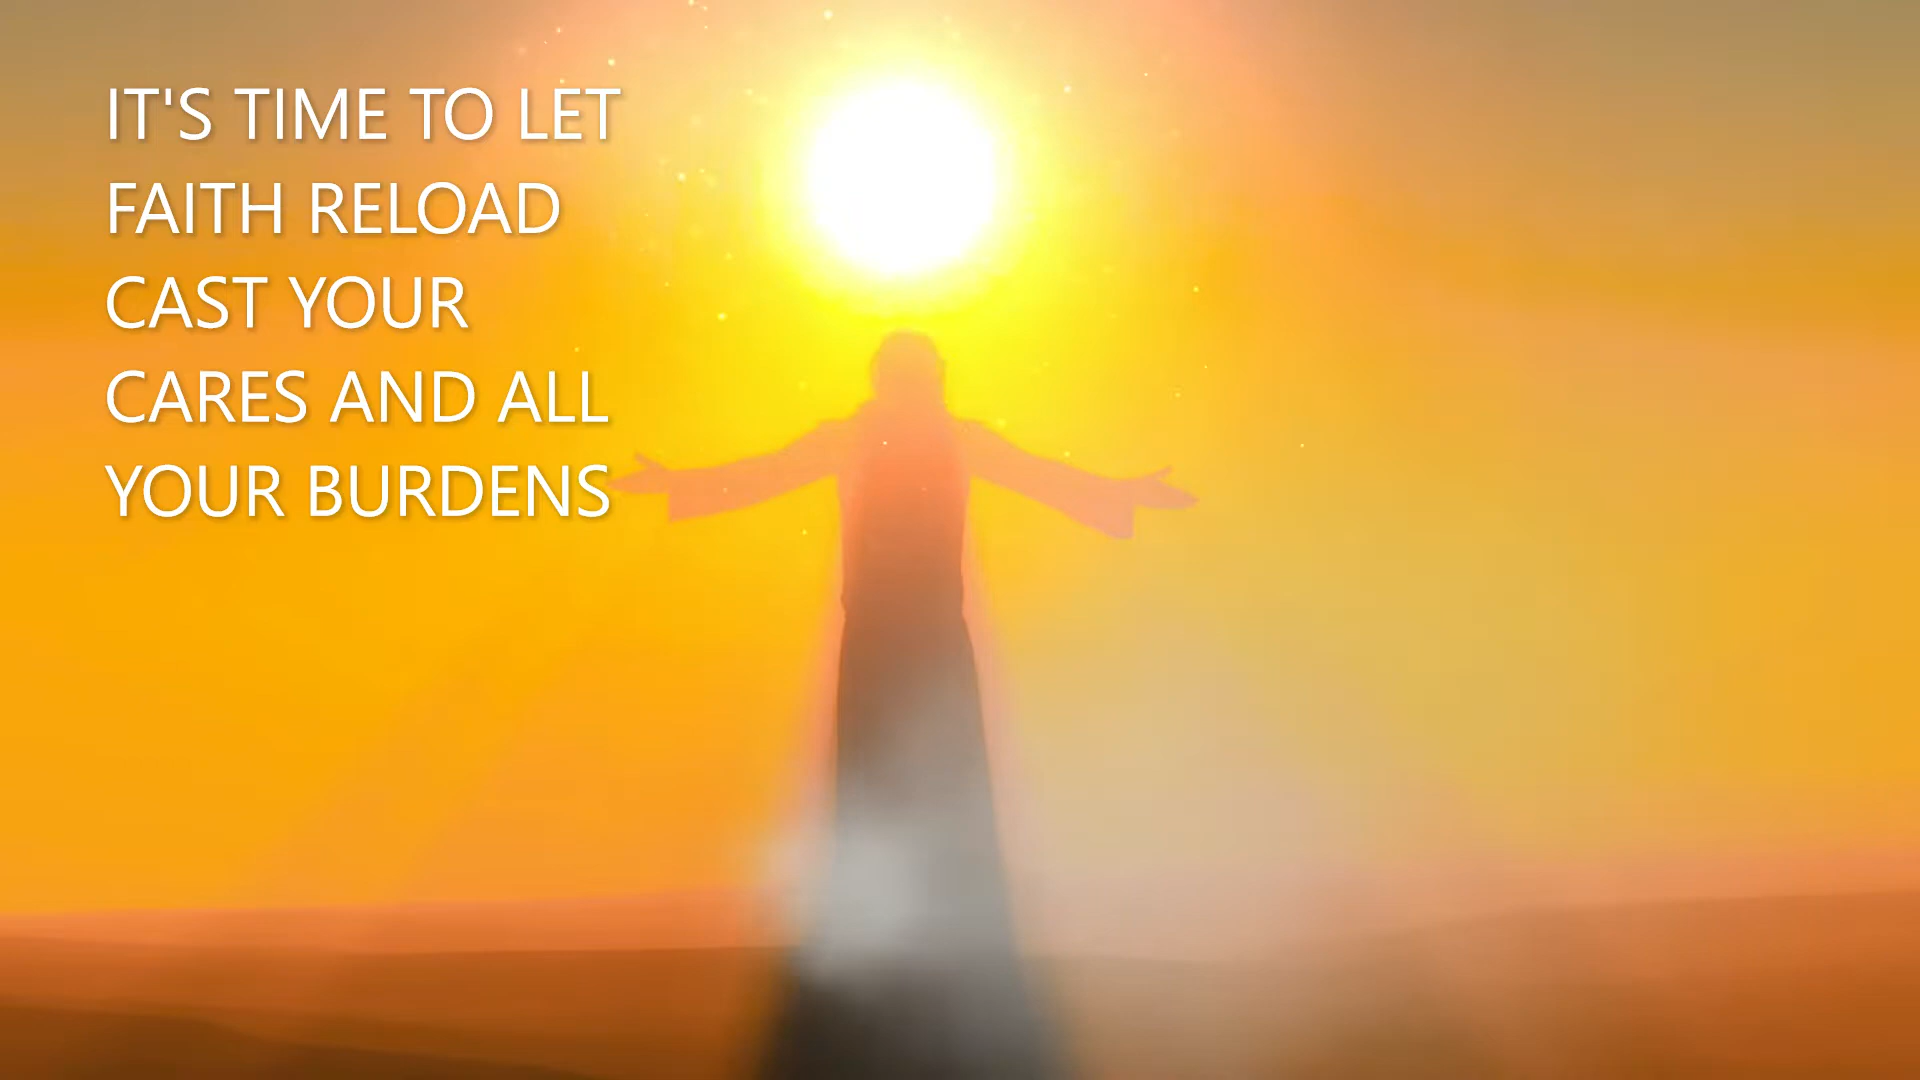 IT'S TIME TO LET
FAITH RELOAD
CAST YOUR
CARES AND ALL
YOUR BURDENS